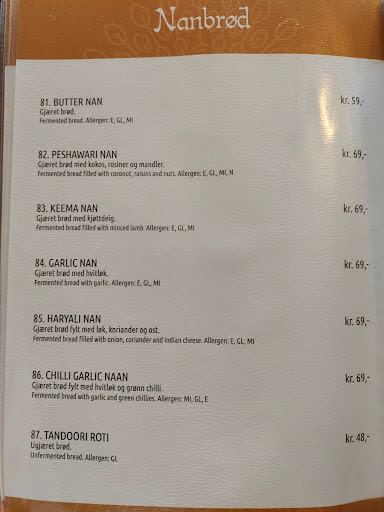 Nanbrød
81. BUTTER NAN kr. 59,-
Gjæret brød.
Fermented bread. Allergen: E, GL, MI
82. PESHAWARI NAN kr. 69,-
Gjæret brød med kokos, rosiner og mandler.
Fermented bread filled with coconut, raisins and nuts. Allergen: E, GL, MI, N
83. KEEMA NAN kr. 69,-
Gjæret brød med kjøttdeig.
Fermented bread filled with minced lamb. Allergen: E, GL, MI
84. GARLIC NAN kr. 69,-
Gjæret brød med hvitløk.
Fermented bread with garlic. Allergen: E, GL, MI
85. HARYALI NAN kr. 69,-
Gjæret brød fylt med løk, koriander og ost.
Fermented bread filled with onion, coriander and indian cheese. Allergen: E, GL, MI
86. CHILLI GARLIC NAAN kr. 69,-
Gjæret brød fylt med hvitløk og grønn chilli.
Fermented bread with garlic and green chillies. Allergen: MI, GL, E
87. TANDOORI ROTI kr. 48,-
Ugjæret brød.
Unfermented bread. Allergen: GL